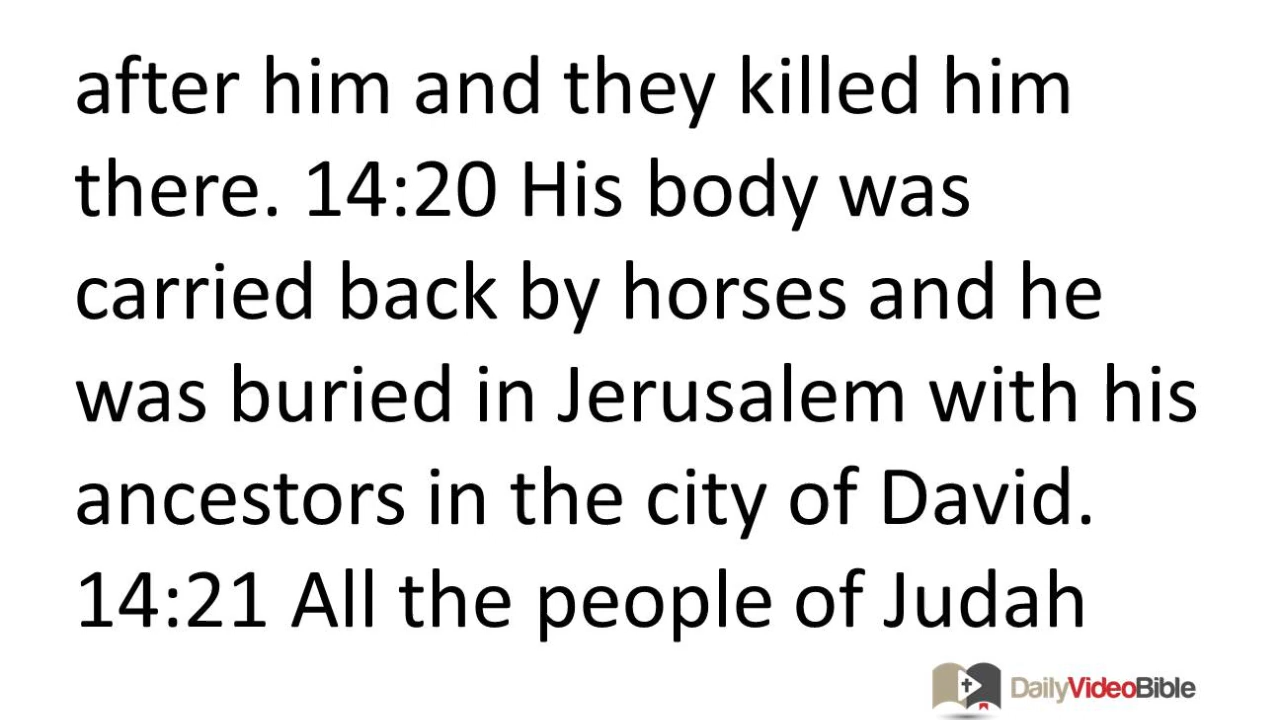 after him and they killed him
there. 14:20 His body was
carried back by horses and he
was buried in Jerusalem with his
ancestors in the city of David.
14:21 All the people of Judah
DailyVideoBible